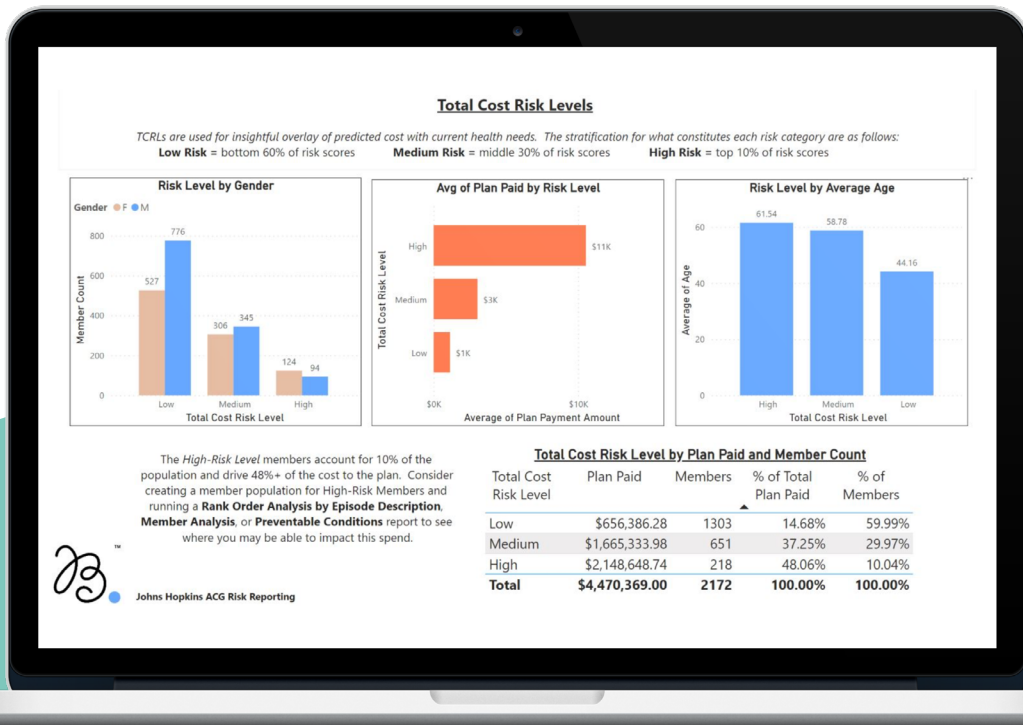 Total Cost Risk Levels
TCRLs are used for insightful overlay of predicted cost with current health needs. The stratification for what constitutes each risk category are as follows:
Low Risk = bottom 60% of risk scores Medium Risk = middle 30% of risk scores High Risk = top 10% of risk scores
Risk Level by Gender
Gender F M
Member Count
800
600
400
200
0
527 776
306 345
124 94
Low Medium High
Total Cost Risk Level
Avg of Plan Paid by Risk Level
Total Cost Risk Level
High $11K
Medium $3K
Low $1K
$0K $10K
Average of Plan Payment Amount
Risk Level by Average Age
Average of Age
60
40
20
0
61.54 58.78 44.16
High Medium Low
Total Cost Risk Level
The High-Risk Level members account for 10% of the
population and drive 48%+ of the cost to the plan. Consider
creating a member population for High-Risk Members and
running a Rank Order Analysis by Episode Description,
Member Analysis, or Preventable Conditions report to see
where you may be able to impact this spend.
Total Cost Risk Level by Plan Paid and Member Count
Total Cost Plan Paid Members % of Total % of
Risk Level Plan Paid Members
Low $656,386.28 1303 14.68% 59.99%
Medium $1,665,333.98 651 37.25% 29.97%
High $2,148,648.74 218 48.06% 10.04%
Total $4,470,369.00 2172 100.00% 100.00%
B ™
Johns Hopkins ACG Risk Reporting